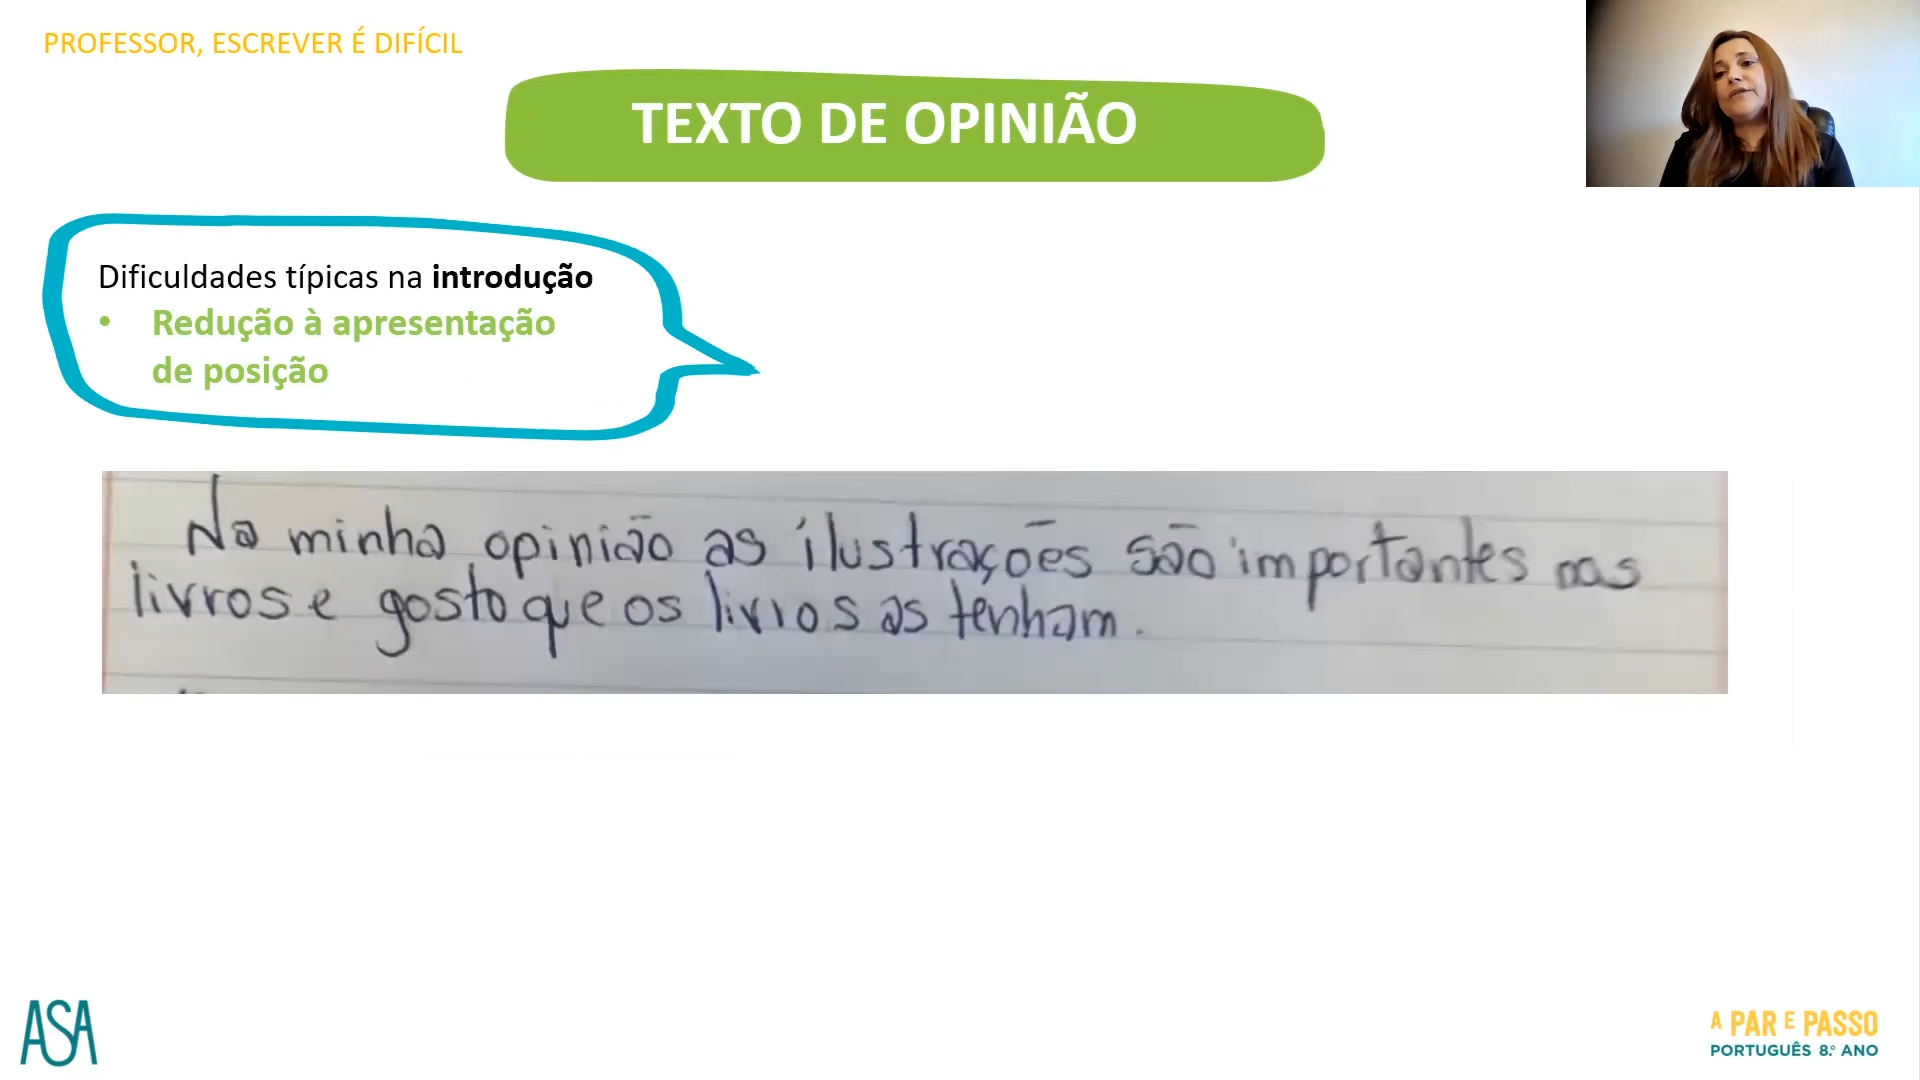 PROFESSOR, ESCREVER É DIFÍCIL
TEXTO DE OPINIÃO
Dificuldades típicas na introdução
• Redução à apresentação
de posição
Na minha opinião as ilustrações são importantes nos
livros e gosto que os livros as tenham.
ASA
A PAR E PASSO
PORTUGUÊS 8.º ANO